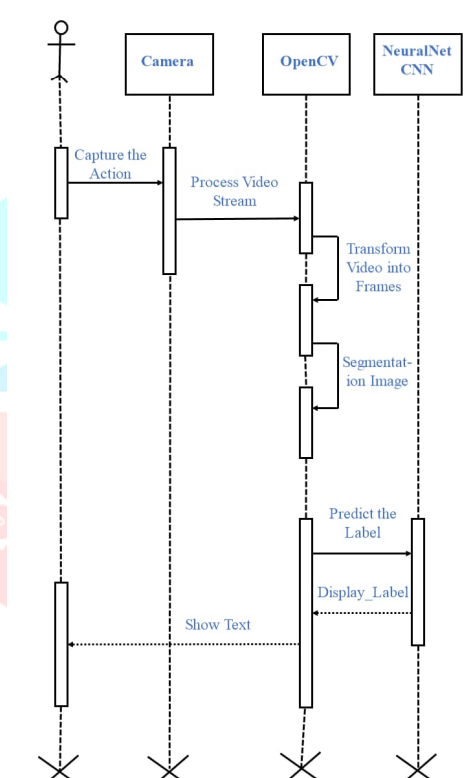 Camera
OpenCV
NeuralNet
CNN
Capture the
Action
Process Video
Stream
Transform
Video into
Frames
Segmentat-
ion Image
Predict the
Label
Display_Label
Show Text